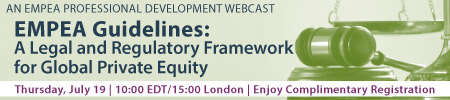 AN EMPEA PROFESSIONAL DEVELOPMENT WEBCAST
EMPEA Guidelines:
A Legal and Regulatory Framework
for Global Private Equity
Thursday, July 19 | 10:00 EDT/15:00 London | Enjoy Complimentary Registration